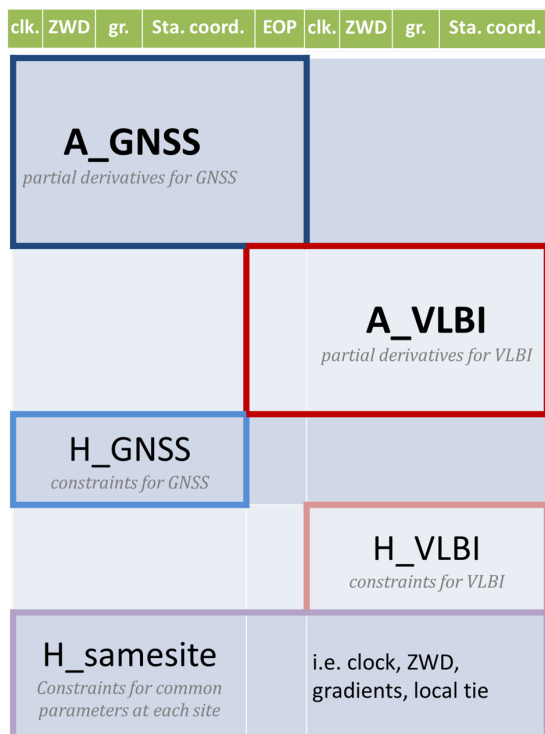 clk. ZWD gr. Sta. coord. EOP clk. ZWD gr. Sta. coord.
A_GNSS
partial derivatives for GNSS
A_VLBI
partial derivatives for VLBI
H_GNSS
constraints for GNSS
H_VLBI
constraints for VLBI
H_samesite
Constraints for common
parameters at each site
i.e. clock, ZWD,
gradients, local tie